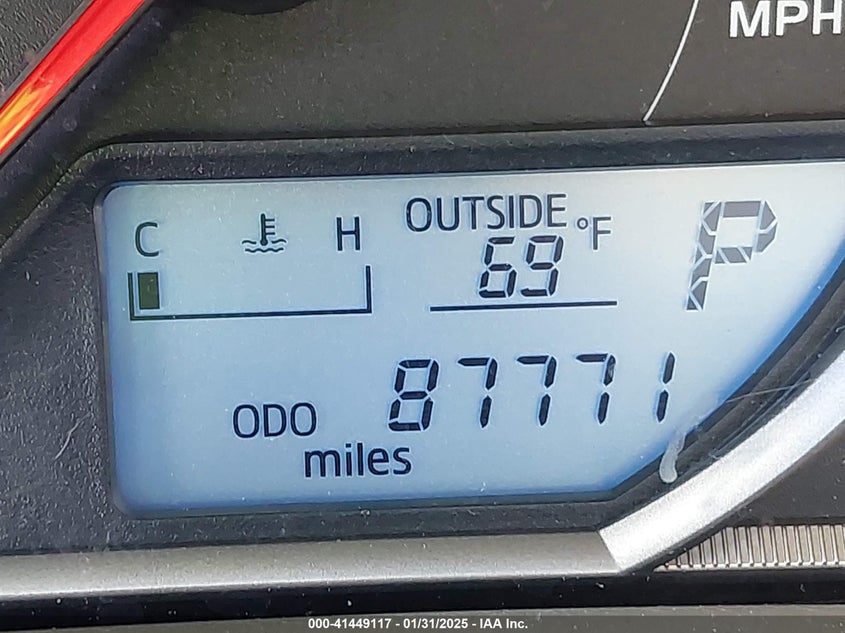 MPH
C H OUTSIDE °F
69
P
ODO 87771
miles
000-41449117 - 01/31/2025 - IAA Inc.